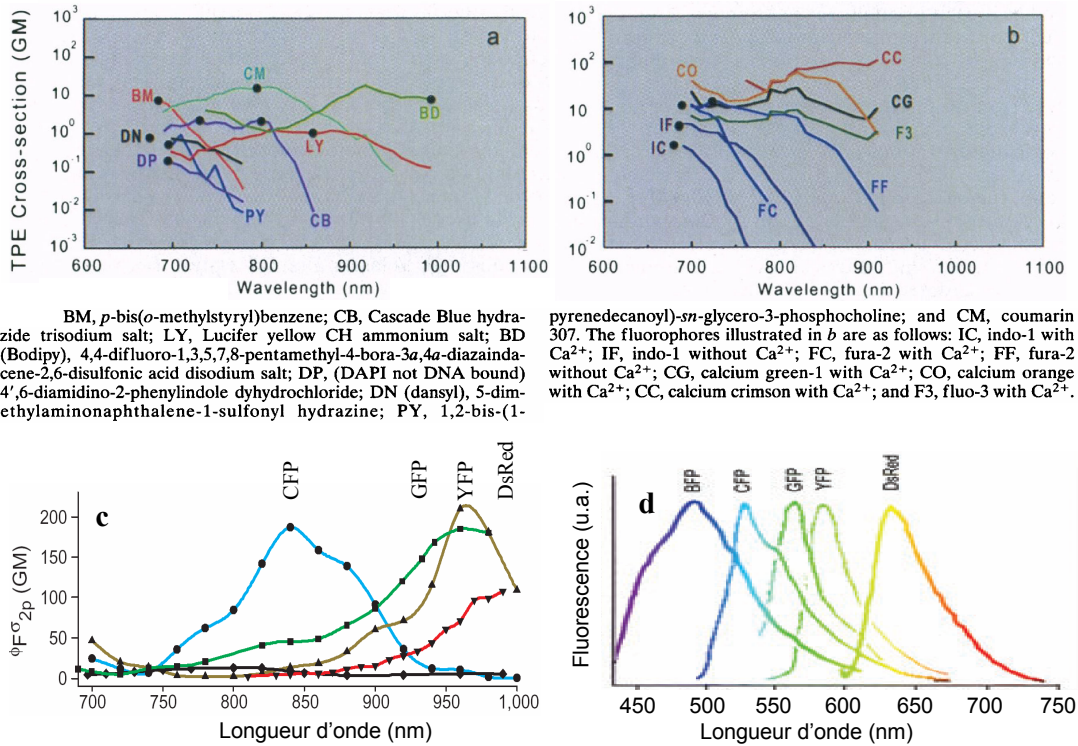 TPE Cross-section (GM)
10³
10²
10¹
10⁰
10⁻¹
10⁻²
10⁻³
a
CM
BM
BD
DN
LY
DP
PY
CB
600 700 800 900 1000 1100
Wavelength (nm)
10³
10²
10¹
10⁰
10⁻¹
10⁻²
b
CC
CO
CG
IF
F3
IC
FF
FC
600 700 800 900 1000 1100
Wavelength (nm)
BM, p-bis(o-methylstyryl)benzene; CB, Cascade Blue hydra-
zide trisodium salt; LY, Lucifer yellow CH ammonium salt; BD
(Bodipy), 4,4-difluoro-1,3,5,7,8-pentamethyl-4-bora-3a,4a-diazainda-
cene-2,6-disulfonic acid disodium salt; DP, (DAPI not DNA bound)
4′,6-diamidino-2-phenylindole dyhydrochloride; DN (dansyl), 5-dim-
ethylaminonaphthalene-1-sulfonyl hydrazine; PY, 1,2-bis-(1-
pyrenedecanoyl)-sn-glycero-3-phosphocholine; and CM, coumarin
307. The fluorophores illustrated in b are as follows: IC, indo-1 with
Ca²⁺; IF, indo-1 without Ca²⁺; FC, fura-2 with Ca²⁺; FF, fura-2
without Ca²⁺; CG, calcium green-1 with Ca²⁺; CO, calcium orange
with Ca²⁺; CC, calcium crimson with Ca²⁺; and F3, fluo-3 with Ca²⁺.
CFP GFP YFP DsRed
c
ϕFσ2p (GM)
200
150
100
50
0
700 750 800 850 900 950 1,000
Longueur d'onde (nm)
BFP CFP GFP YFP DsRed
d
Fluorescence (u.a.)
450 500 550 600 650 700 750
Longueur d'onde (nm)